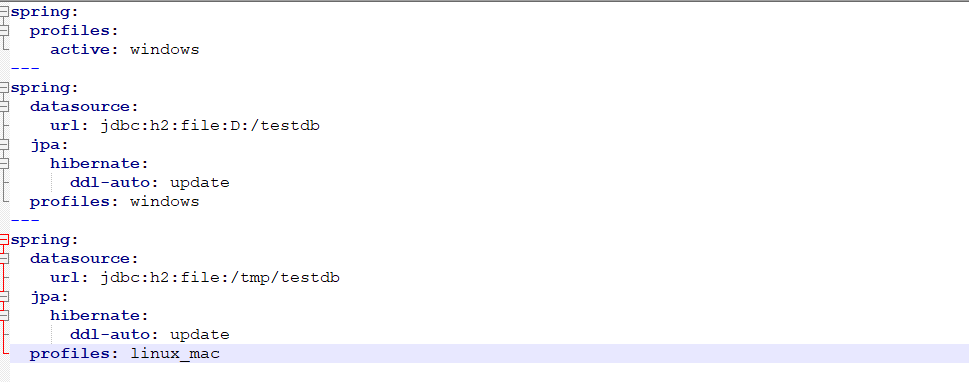 spring:
  profiles:
    active: windows
---
spring:
  datasource:
    url: jdbc:h2:file:D:/testdb
  jpa:
    hibernate:
      ddl-auto: update
  profiles: windows
---
spring:
  datasource:
    url: jdbc:h2:file:/tmp/testdb
  jpa:
    hibernate:
      ddl-auto: update
  profiles: linux_mac